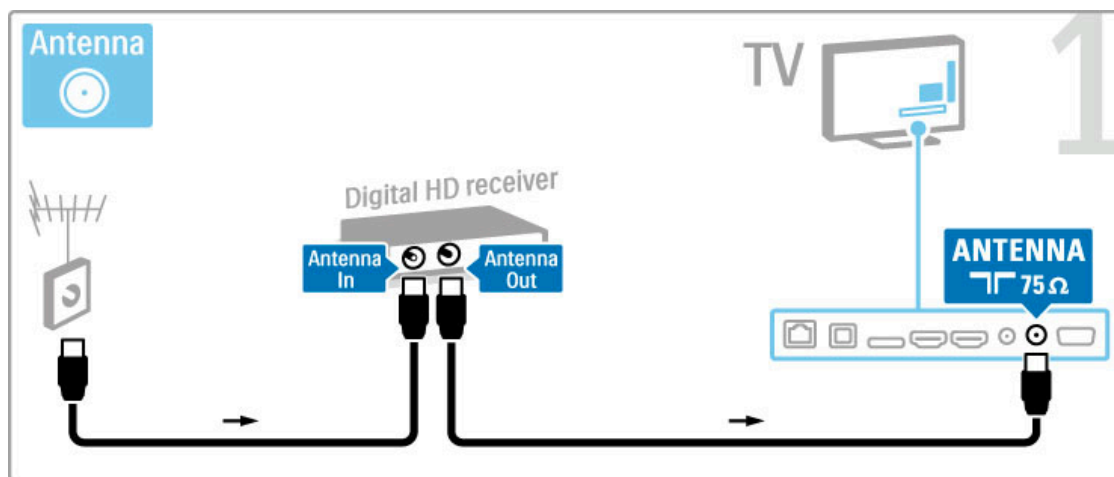 Antenna
TV
1
Digital HD receiver
Antenna
In
Antenna
Out
ANTENNA
75 Ω